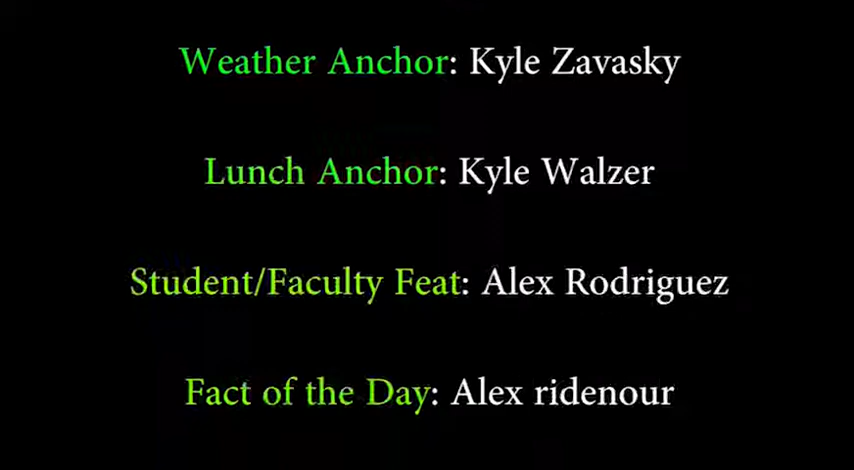 Weather Anchor: Kyle Zavasky
Lunch Anchor: Kyle Walzer
Student/Faculty Feat: Alex Rodriguez
Fact of the Day: Alex ridenour